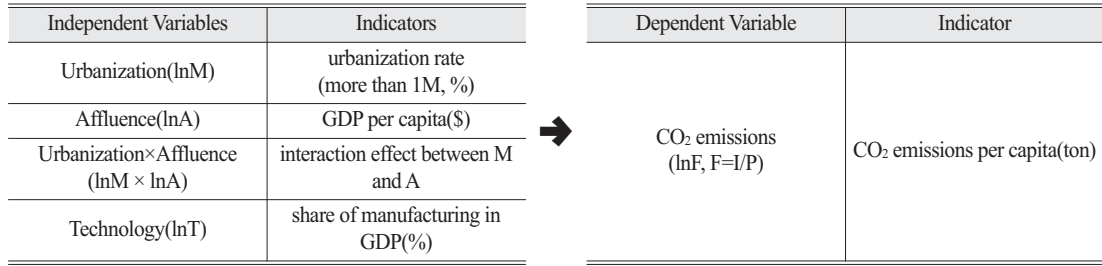 Independent Variables
Indicators
Urbanization(lnM)
urbanization rate
(more than 1M, %)
Affluence(lnA)
GDP per capita($)
Urbanization×Affluence
(lnM × lnA)
interaction effect between M
and A
Technology(lnT)
share of manufacturing in
GDP(%)
Dependent Variable
Indicator
CO₂ emissions
(lnF, F=I/P)
CO₂ emissions per capita(ton)